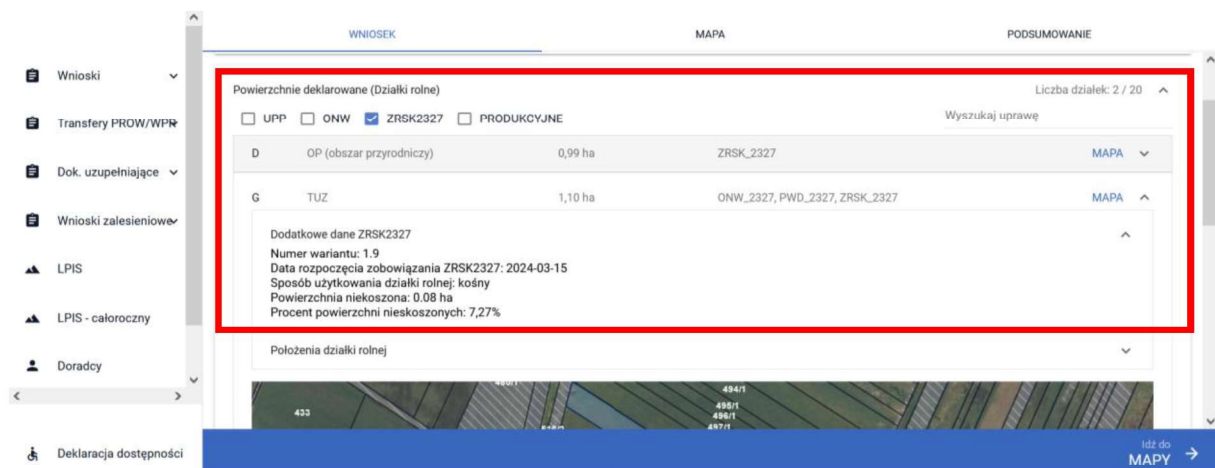 WNIOSEK MAPA PODSUMOWANIE
Wnioski
Transfery PROW/WPR
Dok. uzupełniające
Wnioski zalesieniowe
LPIS
LPIS - całoroczny
Doradcy
Deklaracja dostępności
Powierzchnie deklarowane (Działki rolne) Liczba działek: 2 / 20
UPP ONW ZRSK2327 PRODUKCYJNE Wyszukaj uprawę
D OP (obszar przyrodniczy) 0,99 ha ZRSK_2327 MAPA
G TUZ 1,10 ha ONW_2327, PWD_2327, ZRSK_2327 MAPA
Dodatkowe dane ZRSK2327
Numer wariantu: 1.9
Data rozpoczęcia zobowiązania ZRSK2327: 2024-03-15
Sposób użytkowania działki rolnej: kośny
Powierzchnia niekoszona: 0.08 ha
Procent powierzchni nieskoszonych: 7,27%
Położenia działki rolnej
494/1
495/1
433
496/1
497/1
Idź do
MAPY